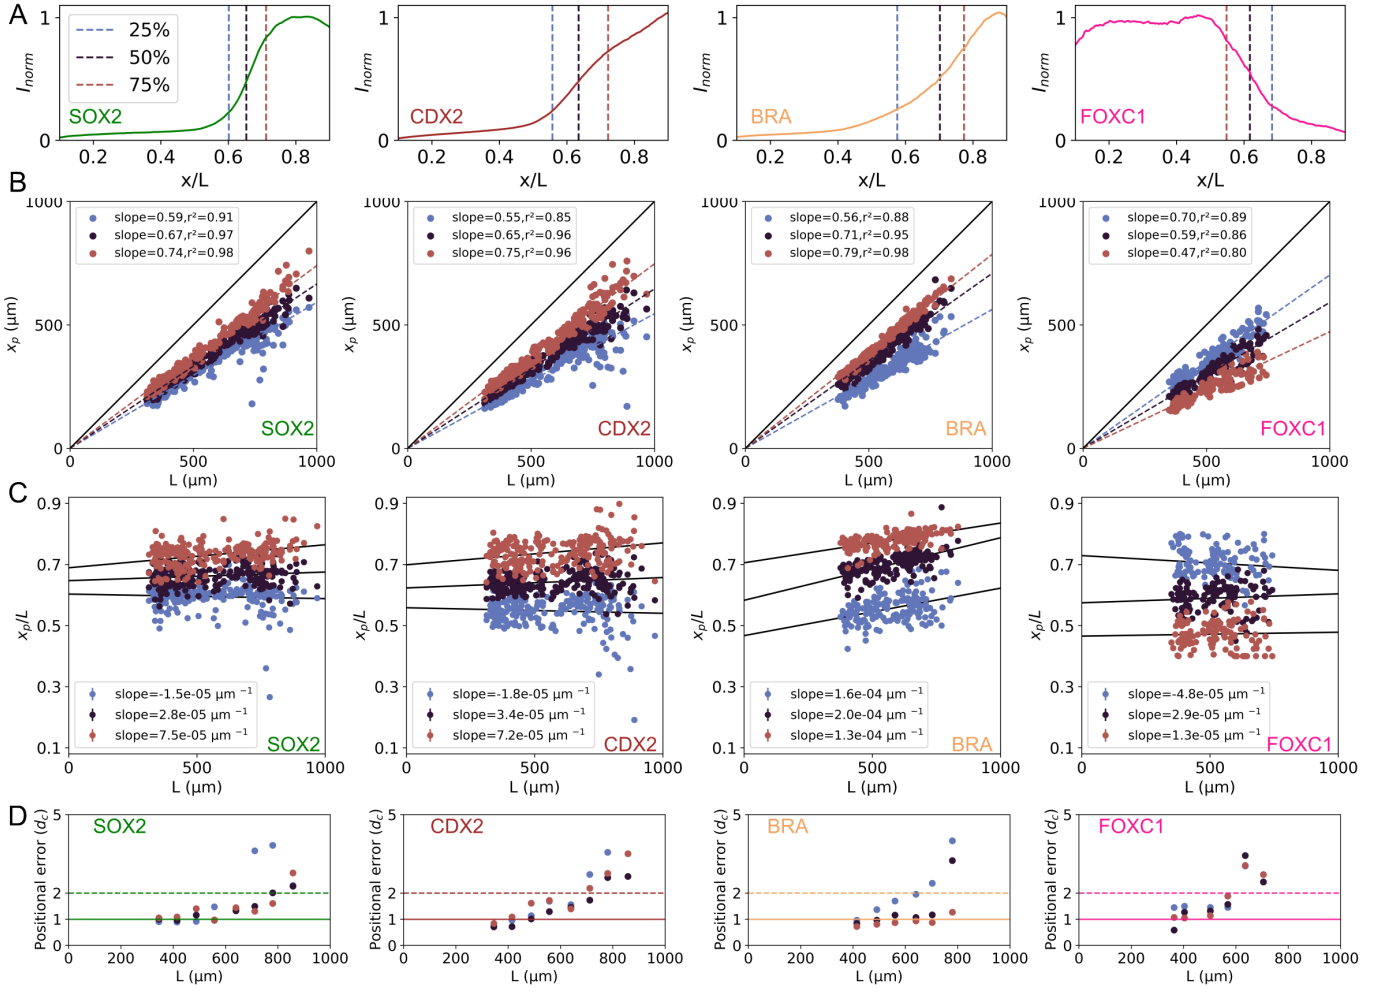 A
1
0
I_norm
25%
50%
75%
SOX2
0.2 0.4 0.6 0.8
x/L
1
0
I_norm
CDX2
0.2 0.4 0.6 0.8
x/L
1
0
I_norm
BRA
0.2 0.4 0.6 0.8
x/L
1
0
I_norm
FOXC1
0.2 0.4 0.6 0.8
x/L
B
1000
500
0
x_p (μm)
slope=0.59,r²=0.91
slope=0.67,r²=0.97
slope=0.74,r²=0.98
SOX2
0 500 1000
L (μm)
1000
500
0
x_p (μm)
slope=0.55,r²=0.85
slope=0.65,r²=0.96
slope=0.75,r²=0.96
CDX2
0 500 1000
L (μm)
1000
500
0
x_p (μm)
slope=0.56,r²=0.88
slope=0.71,r²=0.95
slope=0.79,r²=0.98
BRA
0 500 1000
L (μm)
1000
500
0
x_p (μm)
slope=0.70,r²=0.89
slope=0.59,r²=0.86
slope=0.47,r²=0.80
FOXC1
0 500 1000
L (μm)
C
0.9
0.7
0.5
0.3
0.1
x_p/L
slope=-1.5e-05 μm ⁻¹
slope=2.8e-05 μm ⁻¹
slope=7.5e-05 μm ⁻¹
SOX2
0 500 1000
L (μm)
0.9
0.7
0.5
0.3
0.1
x_p/L
slope=-1.8e-05 μm ⁻¹
slope=3.4e-05 μm ⁻¹
slope=7.2e-05 μm ⁻¹
CDX2
0 500 1000
L (μm)
0.9
0.7
0.5
0.3
0.1
x_p/L
slope=1.6e-04 μm ⁻¹
slope=2.0e-04 μm ⁻¹
slope=1.3e-04 μm ⁻¹
BRA
0 500 1000
L (μm)
0.9
0.7
0.5
0.3
0.1
x_p/L
slope=-4.8e-05 μm ⁻¹
slope=2.9e-05 μm ⁻¹
slope=1.3e-05 μm ⁻¹
FOXC1
0 500 1000
L (μm)
D
5
2
1
0
Positional error (d_c)
SOX2
0 200 400 600 800 1000
L (μm)
5
2
1
0
Positional error (d_c)
CDX2
0 200 400 600 800 1000
L (μm)
5
2
1
0
Positional error (d_c)
BRA
0 200 400 600 800 1000
L (μm)
5
2
1
0
Positional error (d_c)
FOXC1
0 200 400 600 800 1000
L (μm)